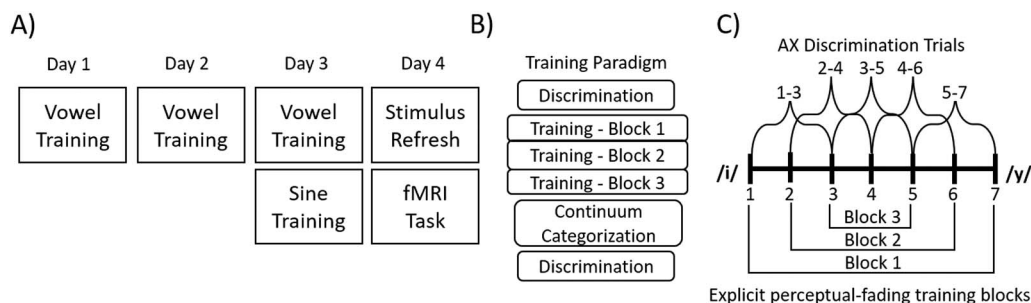 A)
Day 1
Day 2
Day 3
Day 4
Vowel
Training
Vowel
Training
Vowel
Training
Stimulus
Refresh
Sine
Training
fMRI
Task
B)
Training Paradigm
Discrimination
Training - Block 1
Training - Block 2
Training - Block 3
Continuum
Categorization
Discrimination
C)
AX Discrimination Trials
2-4 3-5 4-6
1-3 5-7
/i/ /y/
1 2 3 4 5 6 7
Block 3
Block 2
Block 1
Explicit perceptual-fading training blocks